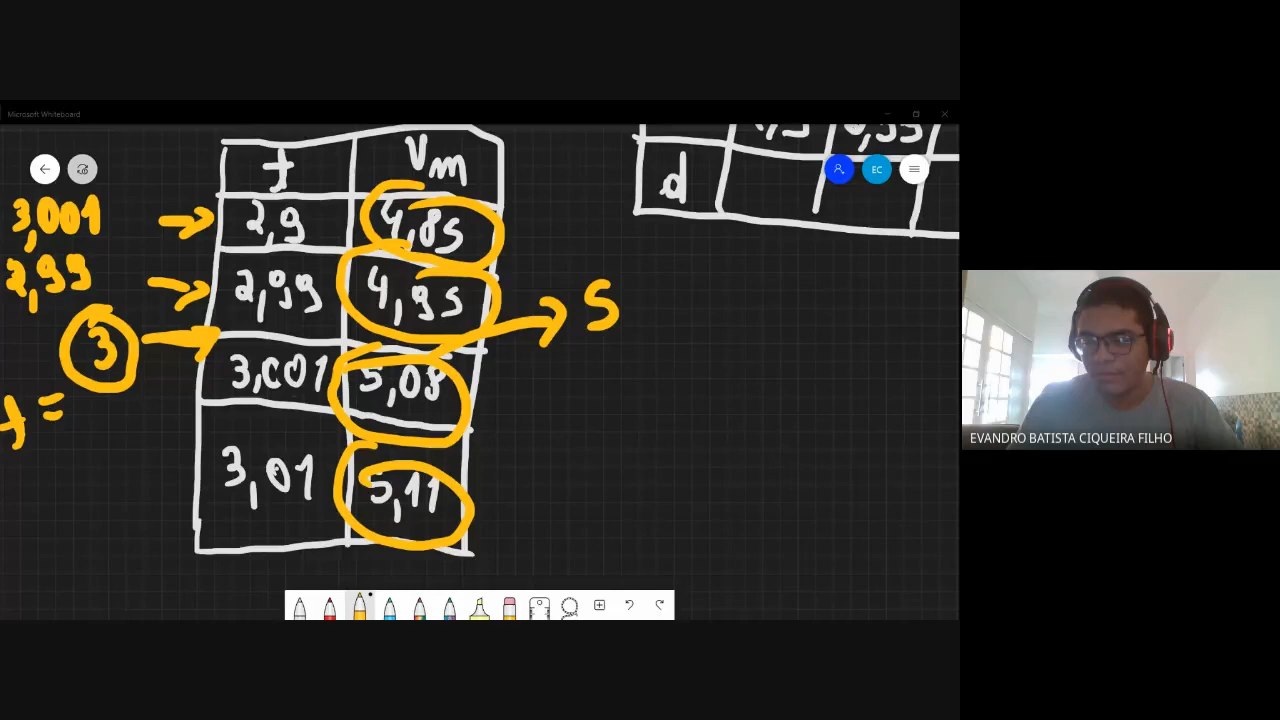 Microsoft Whiteboard
EC
t Vm
3,001
2,9 4,85
2,99
2,99 4,95
5
3
3,001 5,08
t =
3,01 5,11
d
EVANDRO BATISTA CIQUEIRA FILHO